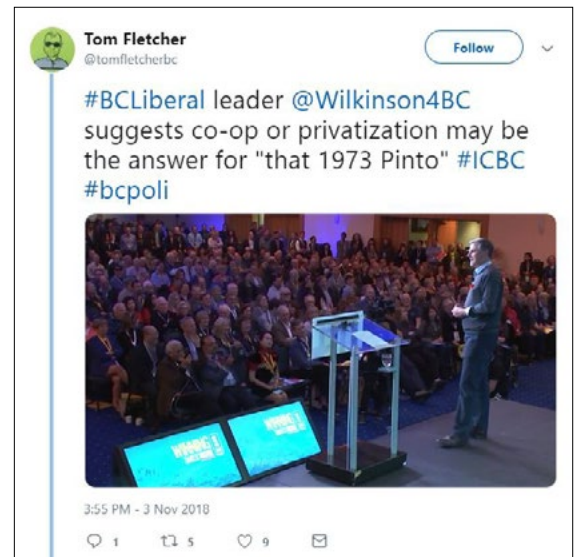 Tom Fletcher
@tomfletcherbc
Follow
#BCLiberal leader @Wilkinson4BC
suggests co-op or privatization may be
the answer for "that 1973 Pinto" #ICBC
#bcpoli
3:55 PM - 3 Nov 2018
1 5 9